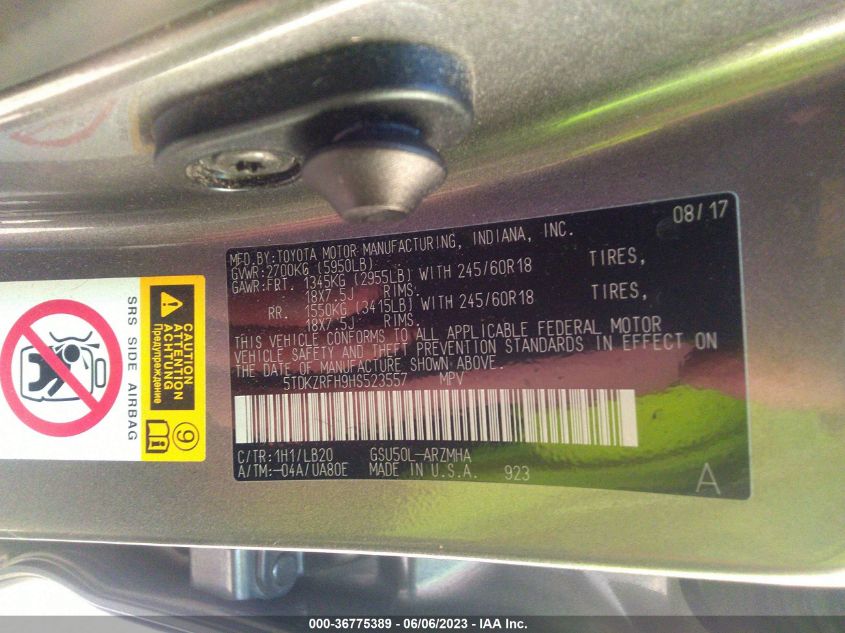 08/17
MFD.BY:TOYOTA MOTOR MANUFACTURING, INDIANA, INC.
GVWR:2700KG (5950LB)
GAWR:FRT. 1345KG (2955LB) WITH 245/60R18 TIRES,
18X7.5J RIMS.
RR. 1550KG (3415LB) WITH 245/60R18 TIRES,
18X7.5J RIMS.
THIS VEHICLE CONFORMS TO ALL APPLICABLE FEDERAL MOTOR
VEHICLE SAFETY AND THEFT PREVENTION STANDARDS IN EFFECT ON
THE DATE OF MANUFACTURE SHOWN ABOVE.
5TDKZRFH9HS523557 MPV
C/TR:1H1/LB20 GSU50L-ARZMHA
A/TM:-04A/UA80E MADE IN U.S.A. 923
A
SRS SIDE AIRBAG
CAUTION
ATTENTION
Предупреждение
9
000-36775389 - 06/06/2023 - IAA Inc.